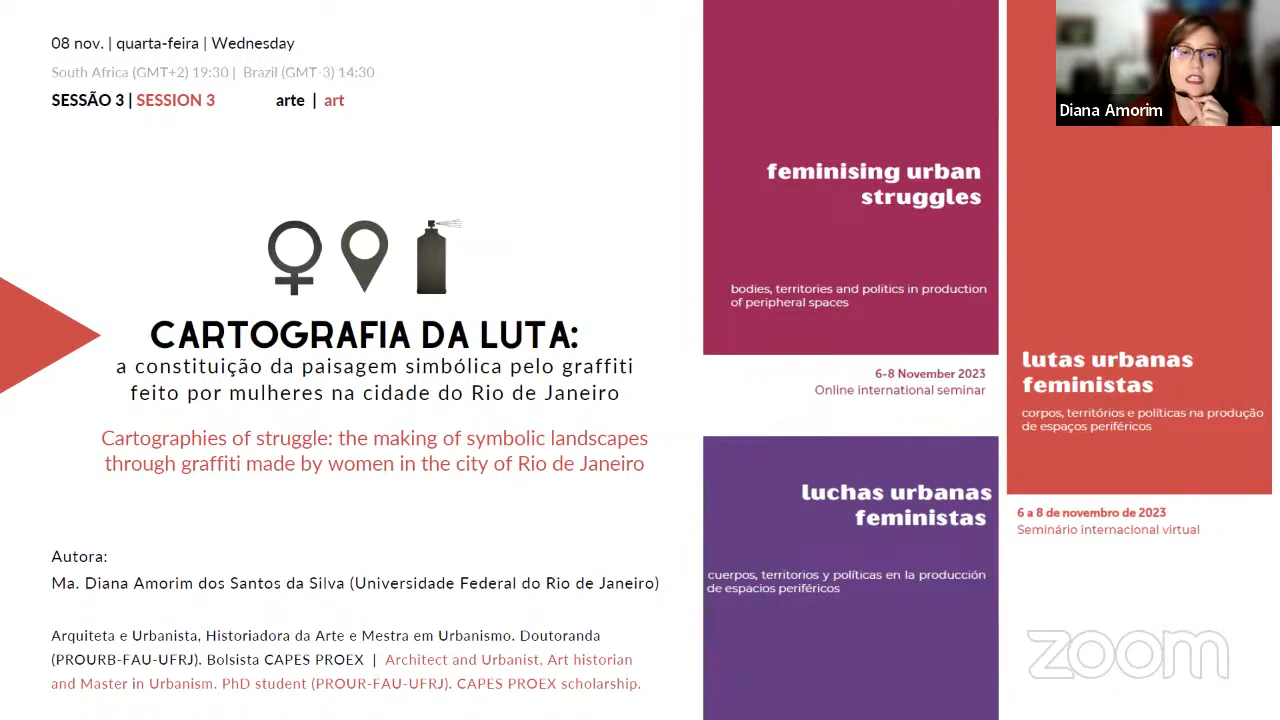 08 nov. | quarta-feira | Wednesday
South Africa (GMT+2) 19:30 | Brazil (GMT-3) 14:30
SESSÃO 3 | SESSION 3 arte | art
CARTOGRAFIA DA LUTA:
a constituição da paisagem simbólica pelo graffiti
feito por mulheres na cidade do Rio de Janeiro
Cartographies of struggle: the making of symbolic landscapes
through graffiti made by women in the city of Rio de Janeiro
Autora:
Ma. Diana Amorim dos Santos da Silva (Universidade Federal do Rio de Janeiro)
Arquiteta e Urbanista, Historiadora da Arte e Mestra em Urbanismo. Doutoranda
(PROURB-FAU-UFRJ). Bolsista CAPES PROEX | Architect and Urbanist, Art historian
and Master in Urbanism. PhD student (PROUR-FAU-UFRJ). CAPES PROEX scholarship.
feminising urban
struggles
bodies, territories and politics in production
of peripheral spaces
6-8 November 2023
Online international seminar
luchas urbanas
feministas
cuerpos, territorios y políticas en la producción
de espacios periféricos
Diana Amorim
lutas urbanas
feministas
corpos, territórios e políticas na produção
de espaços periféricos
6 a 8 de novembro de 2023
Seminário internacional virtual
zoom